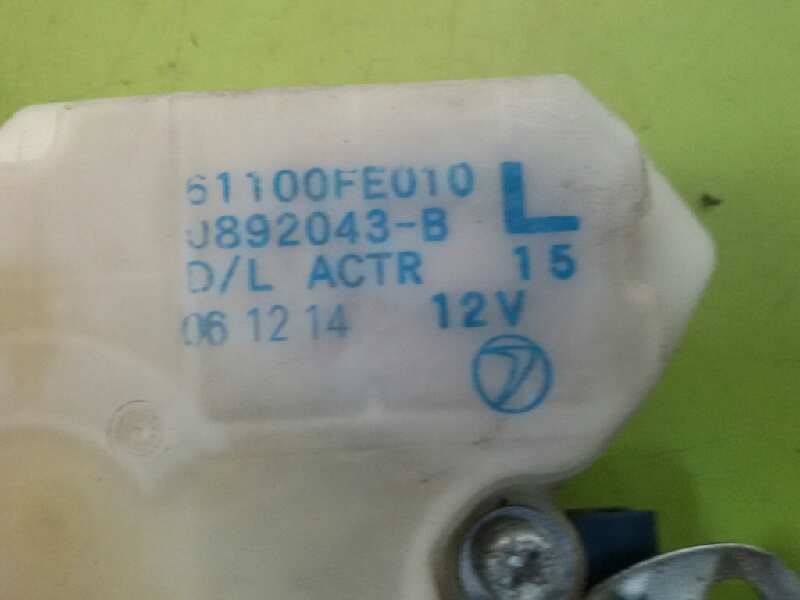 61100FE010
J892043-B L
D/L ACTR 15
06 12 14 12V